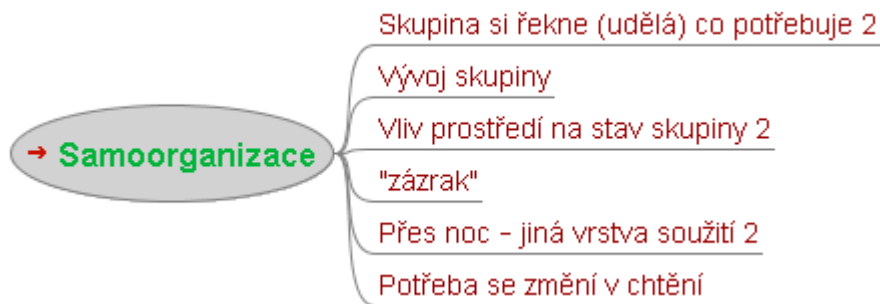 Skupina si řekne (udělá) co potřebuje 2
Vývoj skupiny
Vliv prostředí na stav skupiny 2
➔ Samoorganizace
"zázrak"
Přes noc - jiná vrstva soužití 2
Potřeba se změní v chtění